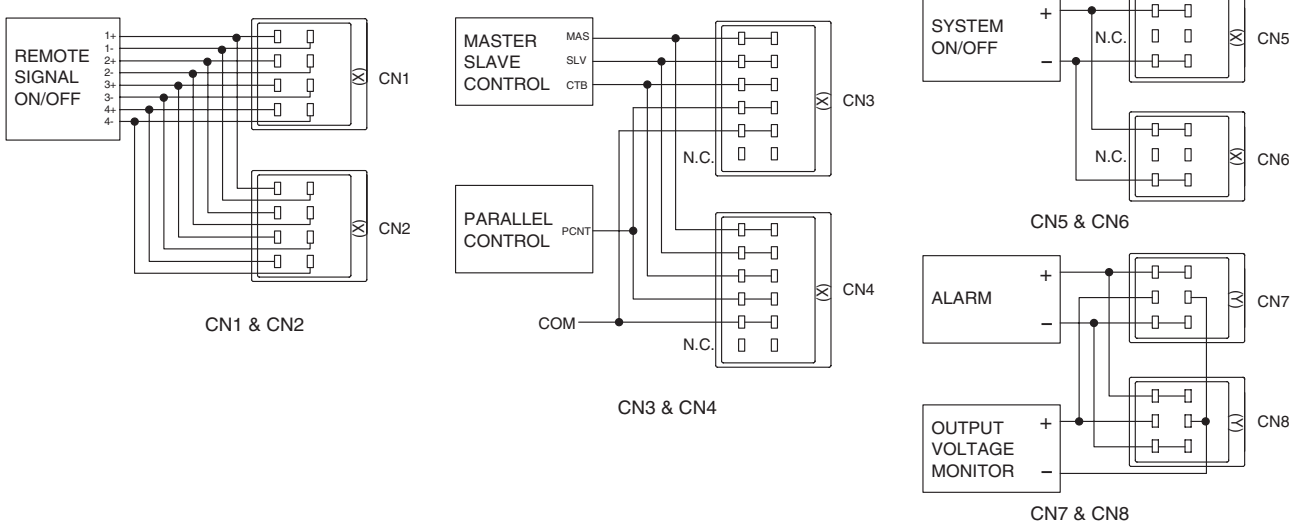 REMOTE
SIGNAL
ON/OFF
1+
1-
2+
2-
3+
3-
4+
4-
(X)
CN1
(X)
CN2
CN1 & CN2
MASTER
SLAVE
CONTROL
MAS
SLV
CTB
N.C.
(X)
CN3
PARALLEL
CONTROL
PCNT
COM
N.C.
(X)
CN4
CN3 & CN4
SYSTEM
ON/OFF
+
−
N.C.
(X)
CN5
N.C.
(X)
CN6
CN5 & CN6
ALARM
+
−
(Y)
CN7
OUTPUT
VOLTAGE
MONITOR
+
−
(Y)
CN8
CN7 & CN8